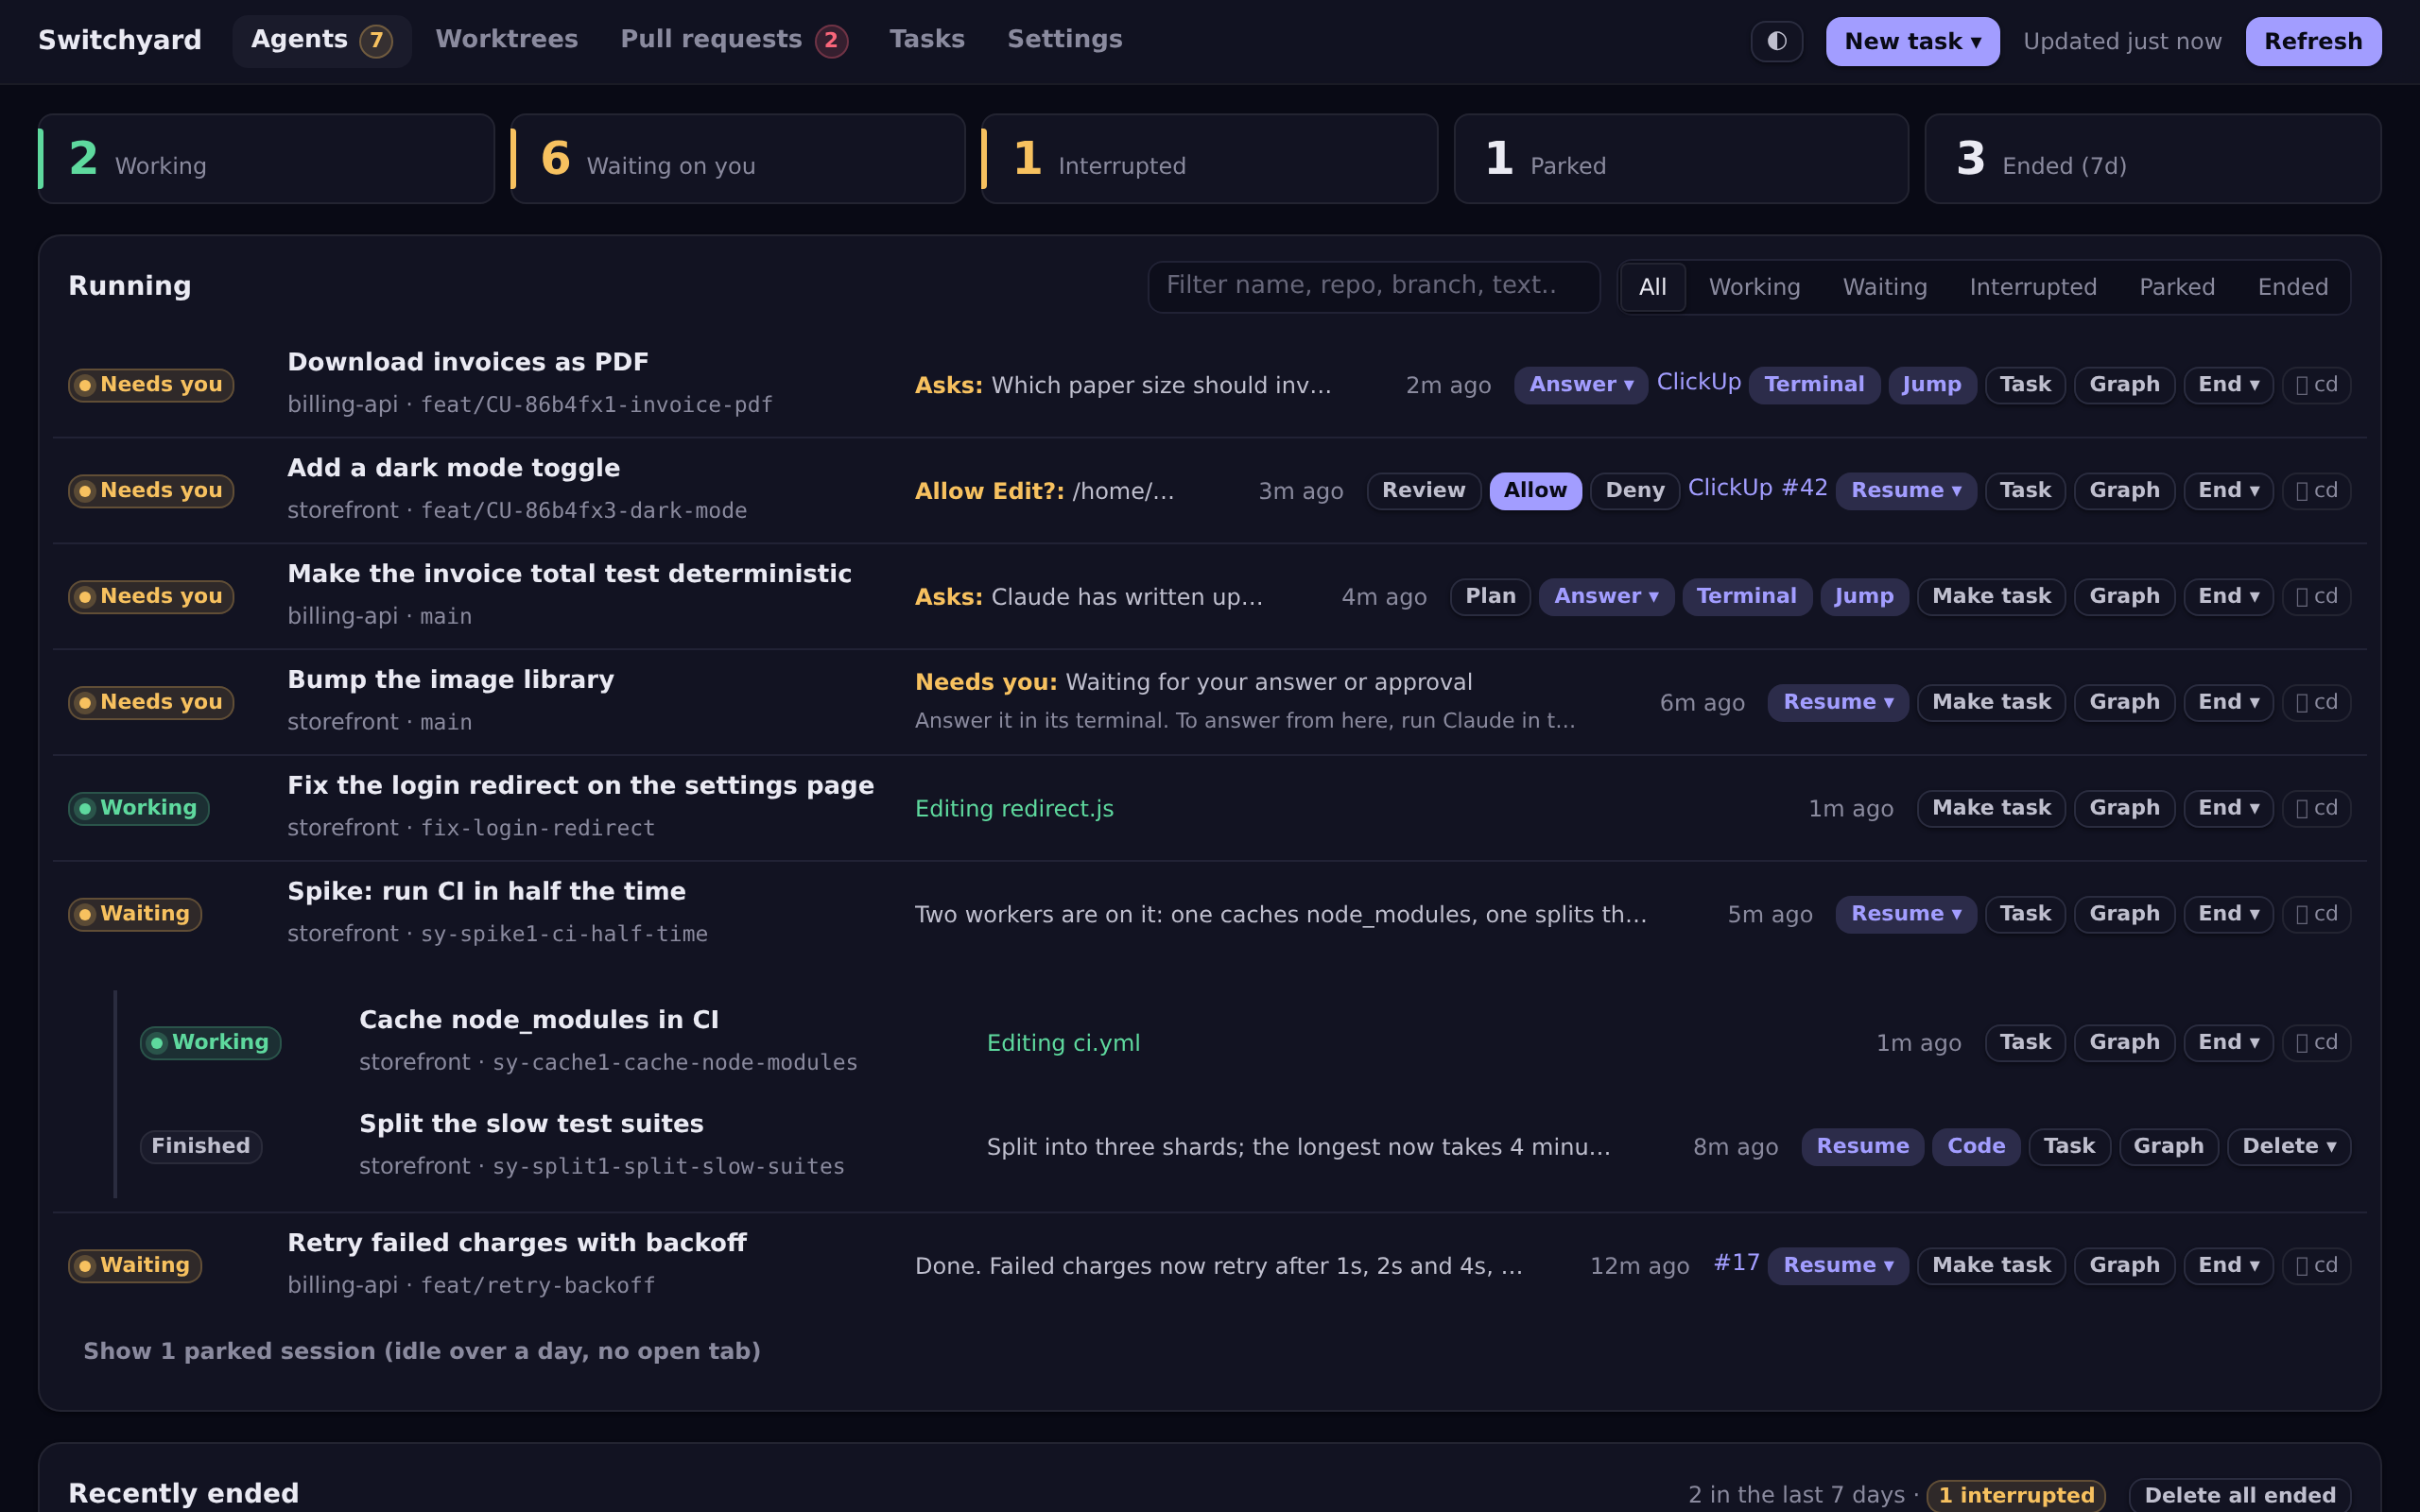 Switchyard Agents 7 Worktrees Pull requests 2 Tasks Settings New task ▾ Updated just now Refresh
2 Working 6 Waiting on you 1 Interrupted 1 Parked 3 Ended (7d)
Running Filter name, repo, branch, text.. All Working Waiting Interrupted Parked Ended
Needs you Download invoices as PDF Asks: Which paper size should inv... 2m ago Answer ▾ ClickUp Terminal Jump Task Graph End ▾ cd
billing-api · feat/CU-86b4fx1-invoice-pdf
Needs you Add a dark mode toggle Allow Edit?: /home/... 3m ago Review Allow Deny ClickUp #42 Resume ▾ Task Graph End ▾ cd
storefront · feat/CU-86b4fx3-dark-mode
Needs you Make the invoice total test deterministic Asks: Claude has written up... 4m ago Plan Answer ▾ Terminal Jump Make task Graph End ▾ cd
billing-api · main
Needs you Bump the image library Needs you: Waiting for your answer or approval 6m ago Resume ▾ Make task Graph End ▾ cd
storefront · main Answer it in its terminal. To answer from here, run Claude in t...
Working Fix the login redirect on the settings page Editing redirect.js 1m ago Make task Graph End ▾ cd
storefront · fix-login-redirect
Waiting Spike: run CI in half the time Two workers are on it: one caches node_modules, one splits th... 5m ago Resume ▾ Task Graph End ▾ cd
storefront · sy-spike1-ci-half-time
Working Cache node_modules in CI Editing ci.yml 1m ago Task Graph End ▾ cd
storefront · sy-cache1-cache-node-modules
Finished Split the slow test suites Split into three shards; the longest now takes 4 minu... 8m ago Resume Code Task Graph Delete ▾
storefront · sy-split1-split-slow-suites
Waiting Retry failed charges with backoff Done. Failed charges now retry after 1s, 2s and 4s, ... 12m ago #17 Resume ▾ Make task Graph End ▾ cd
billing-api · feat/retry-backoff
Show 1 parked session (idle over a day, no open tab)
Recently ended 2 in the last 7 days · 1 interrupted Delete all ended